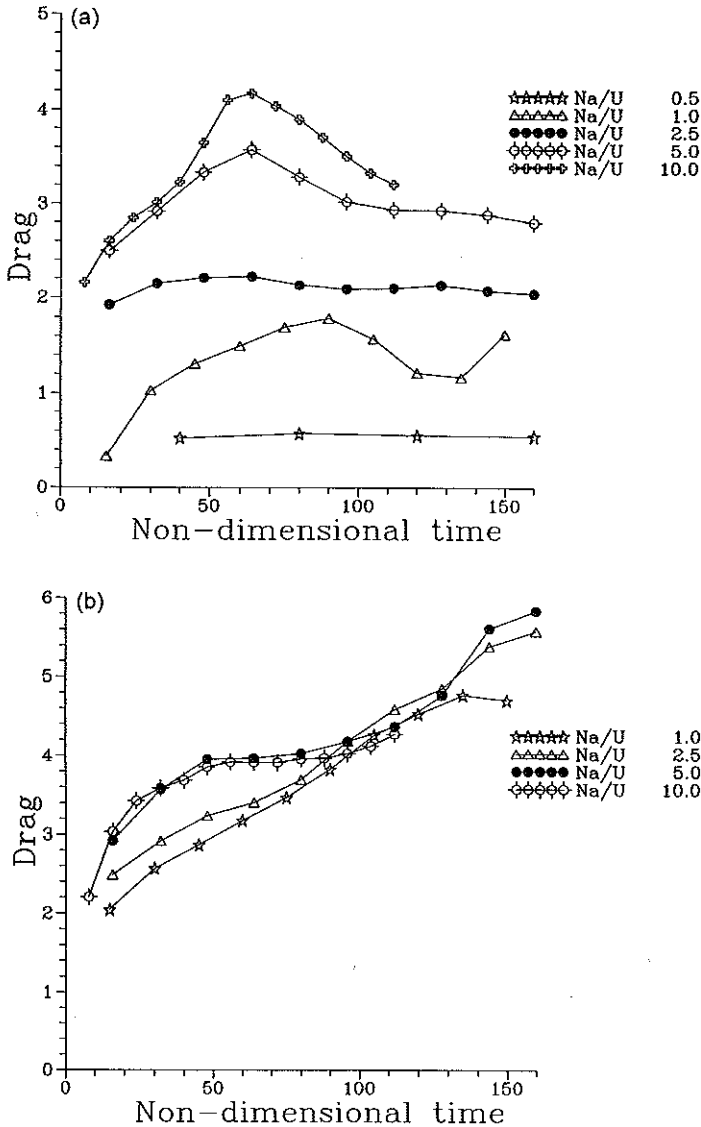 (a)
5
4
3
2
1
0
Drag
0 50 100 150
Non-dimensional time
Na/U 0.5
Na/U 1.0
Na/U 2.5
Na/U 5.0
Na/U 10.0
(b)
6
5
4
3
2
1
0
Drag
0 50 100 150
Non-dimensional time
Na/U 1.0
Na/U 2.5
Na/U 5.0
Na/U 10.0